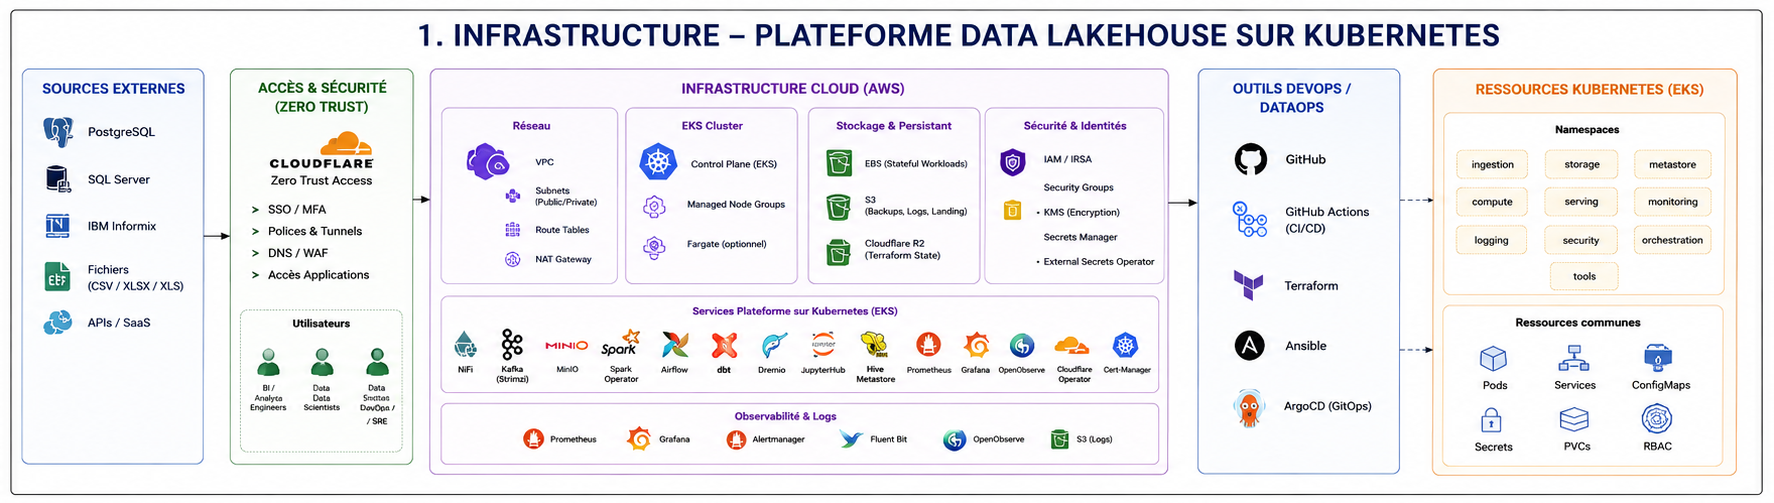 1. INFRASTRUCTURE – PLATEFORME DATA LAKEHOUSE SUR KUBERNETES
SOURCES EXTERNES
PostgreSQL
SQL Server
IBM Informix
Fichiers
(CSV / XLSX / XLS)
APIs / SaaS
ACCÈS & SÉCURITÉ
(ZERO TRUST)
CLOUDFLARE
Zero Trust Access
> SSO / MFA
> Polices & Tunnels
> DNS / WAF
> Accès Applications
Utilisateurs
BI /
Analyts
Engineers
Data
Data
Scientists
Data
DevOps /
/ SRE
INFRASTRUCTURE CLOUD (AWS)
Réseau
VPC
Subnets
(Public/Private)
Route Tables
NAT Gateway
EKS Cluster
Control Plane (EKS)
Managed Node Groups
Fargate (optionnel)
Stockage & Persistant
EBS (Stateful Workloads)
S3
(Backups, Logs, Landing)
Cloudflare R2
(Terraform State)
Sécurité & Identités
IAM / IRSA
Security Groups
• KMS (Encryption)
Secrets Manager
• External Secrets Operator
Services Plateforme sur Kubernetes (EKS)
MINIO
Spark
NiFi
Kafka
(Strimzi)
MinIO
Spark
Operator
Airflow
dbt
Dremio
JupyterHub
Hive
Metastore
Prometheus
Grafana
OpenObserve
Cloudflare
Operator
Cert-Manager
Observabilité & Logs
Prometheus
Grafana
Alertmanager
Fluent Bit
OpenObserve
S3 (Logs)
OUTILS DEVOPS /
DATAOPS
GitHub
GitHub Actions
(CI/CD)
Terraform
Ansible
ArgoCD (GitOps)
RESSOURCES KUBERNETES (EKS)
Namespaces
ingestion
storage
metastore
compute
serving
monitoring
logging
security
orchestration
tools
Ressources communes
Pods
Services
ConfigMaps
Secrets
PVCs
RBAC